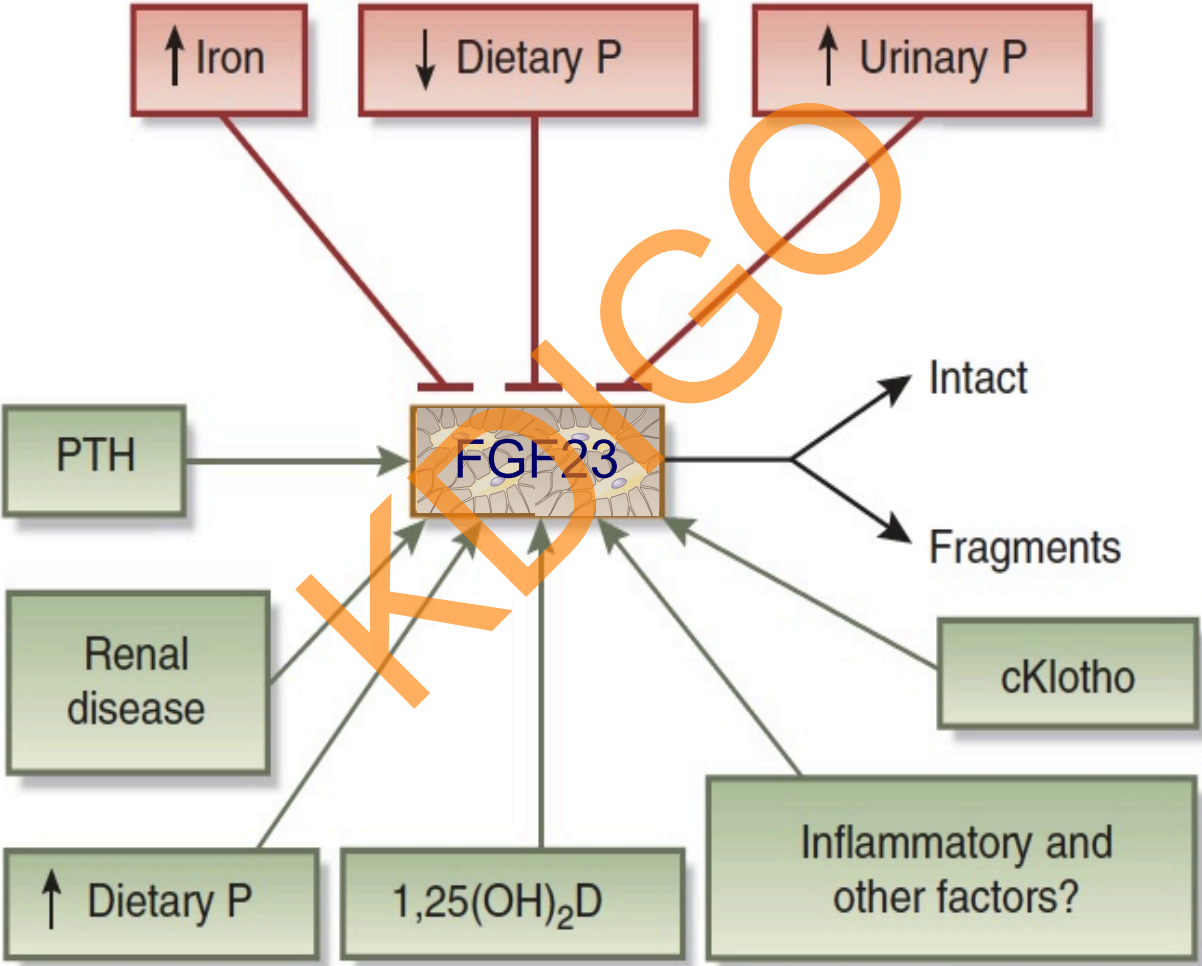 ↑ Iron
↓ Dietary P
↑ Urinary P
Intact
PTH
FGF23
Fragments
Renal
disease
cKlotho
Inflammatory and
other factors?
↑ Dietary P
1,25(OH)₂D
KDIGO